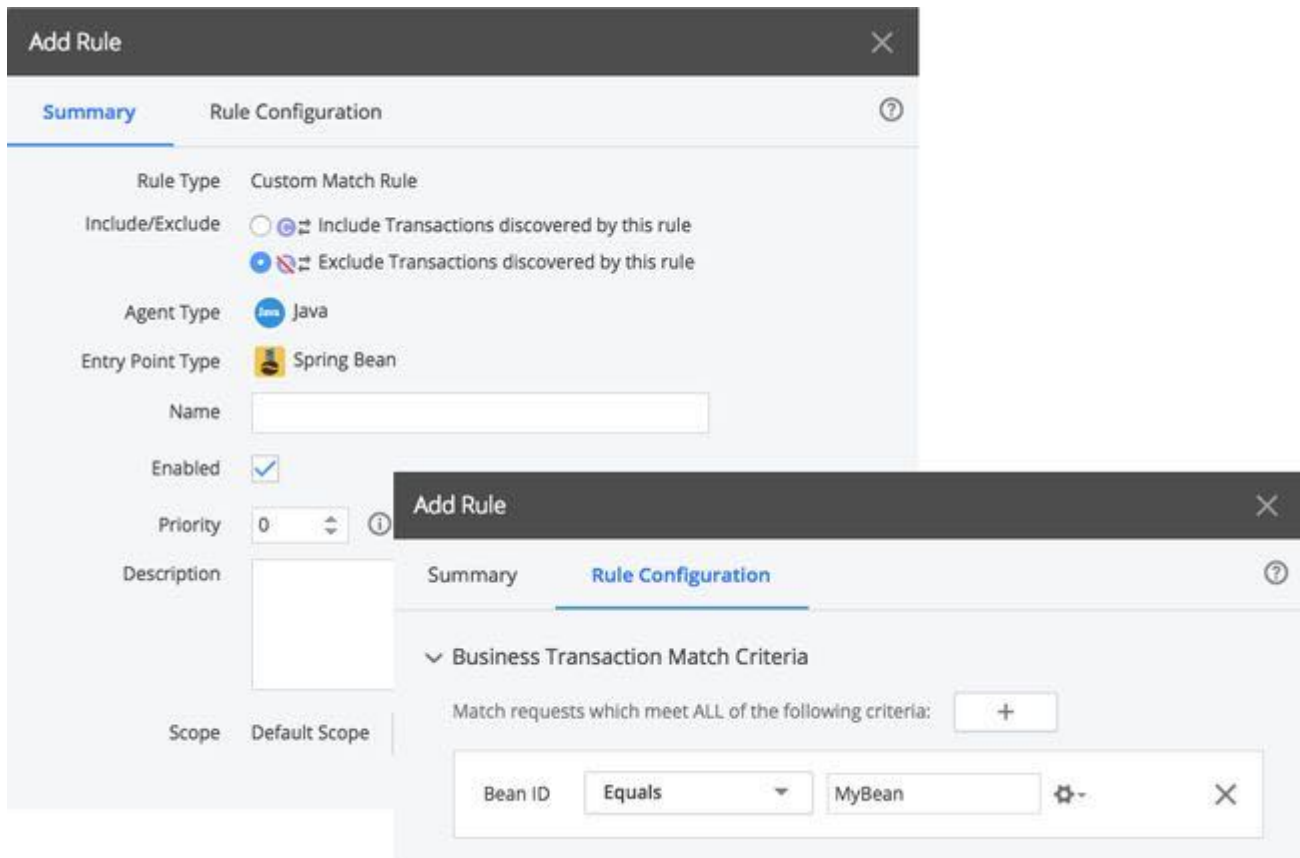 Add Rule
Summary Rule Configuration
Rule Type Custom Match Rule
Include/Exclude Include Transactions discovered by this rule
Exclude Transactions discovered by this rule
Agent Type Java Java
Entry Point Type Spring Bean
Name
Enabled
Priority 0
Description
Scope Default Scope
Add Rule
Summary Rule Configuration
Business Transaction Match Criteria
Match requests which meet ALL of the following criteria: +
Bean ID Equals MyBean